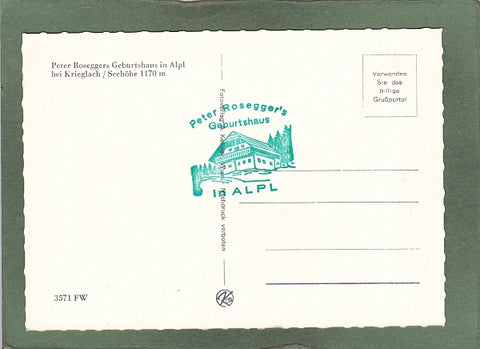 Peter Roseggers Geburtshaus in Alpl
bei Krieglach / Seehöhe 1170 m
Verwenden
Sie das
billige
Grußporto!
Peter Rosegger's
Geburtshaus
in ALPL
Nachdruck verboten
3571 FW